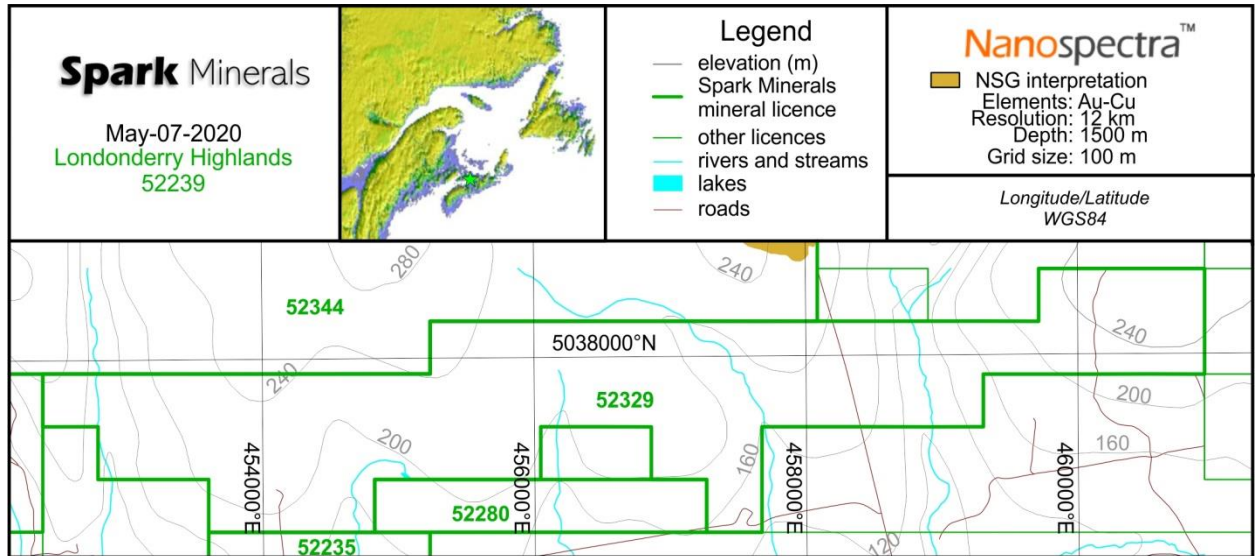 Spark Minerals
May-07-2020
Londonderry Highlands
52239
Legend
elevation (m)
Spark Minerals
mineral licence
other licences
rivers and streams
lakes
roads
Nanospectra™
NSG interpretation
Elements: Au-Cu
Resolution: 12 km
Depth: 1500 m
Grid size: 100 m
Longitude/Latitude
WGS84
280
240
52344
240
5038000°N
240
52329
200
200
160
160
454000°E
456000°E
458000°E
460000°E
52280
52235
120